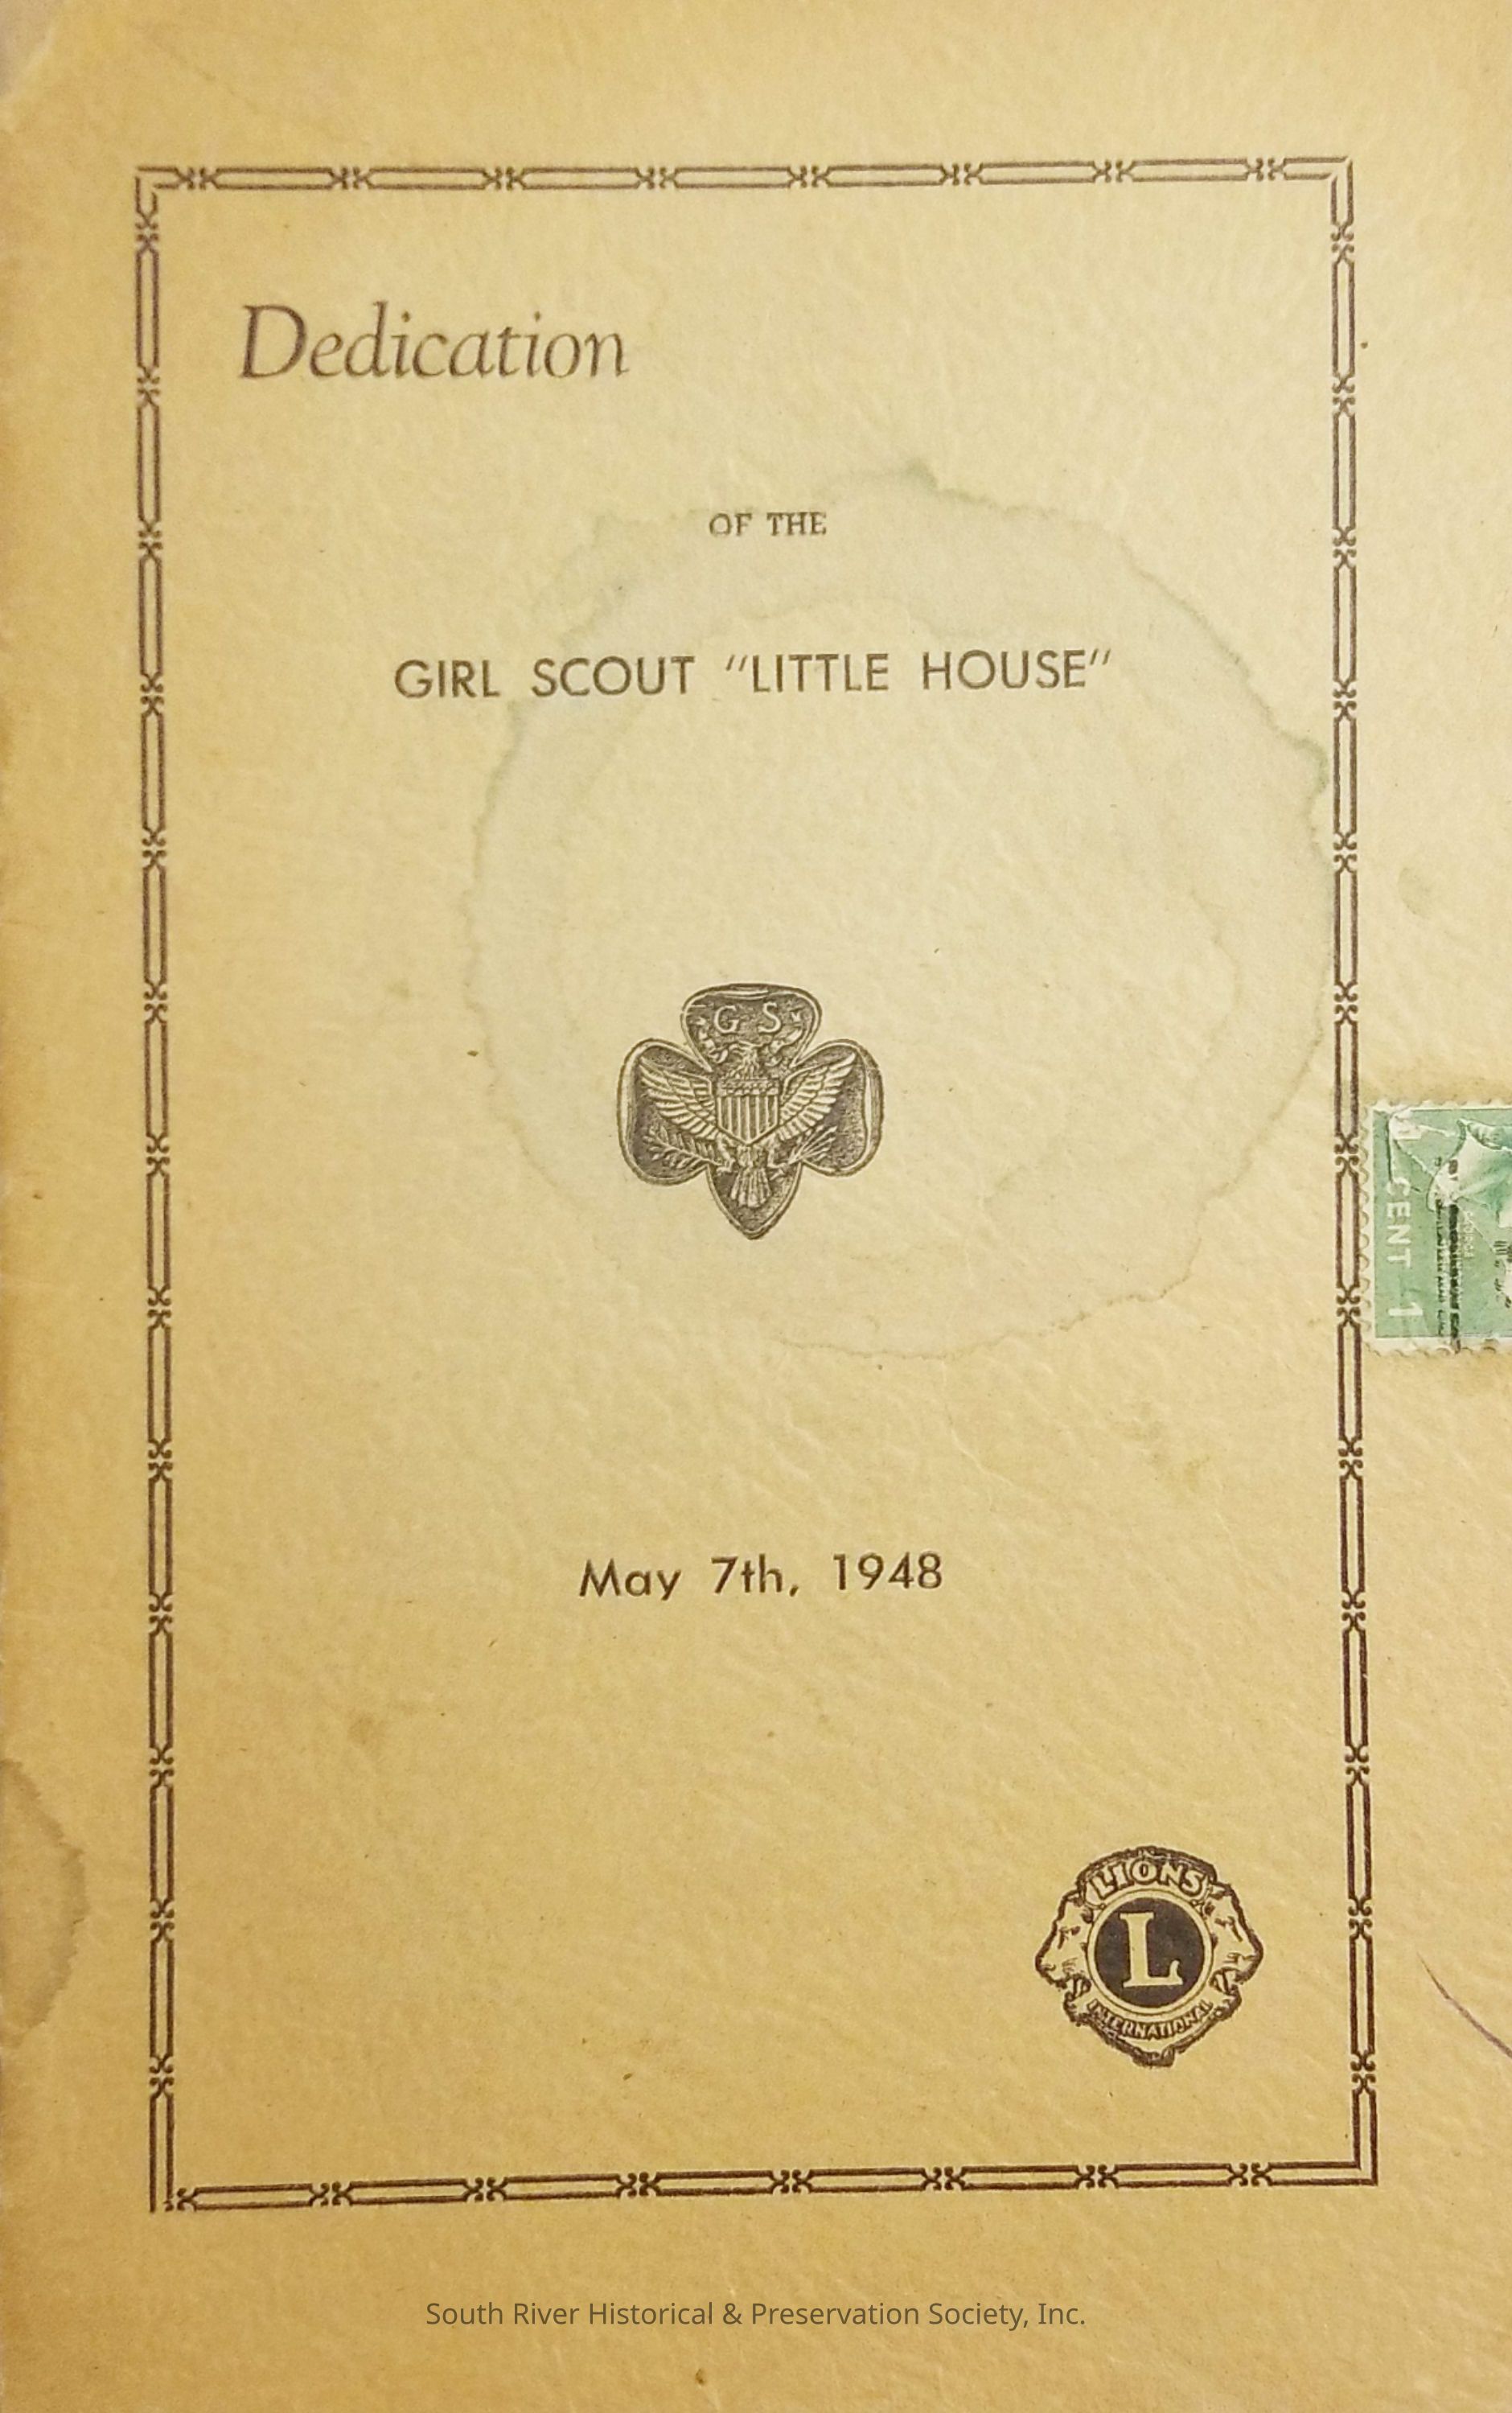 Dedication
OF THE
GIRL SCOUT "LITTLE HOUSE"
G S
CENT 1
May 7th, 1948
LIONS
L
INTERNATIONAL
South River Historical & Preservation Society, Inc.